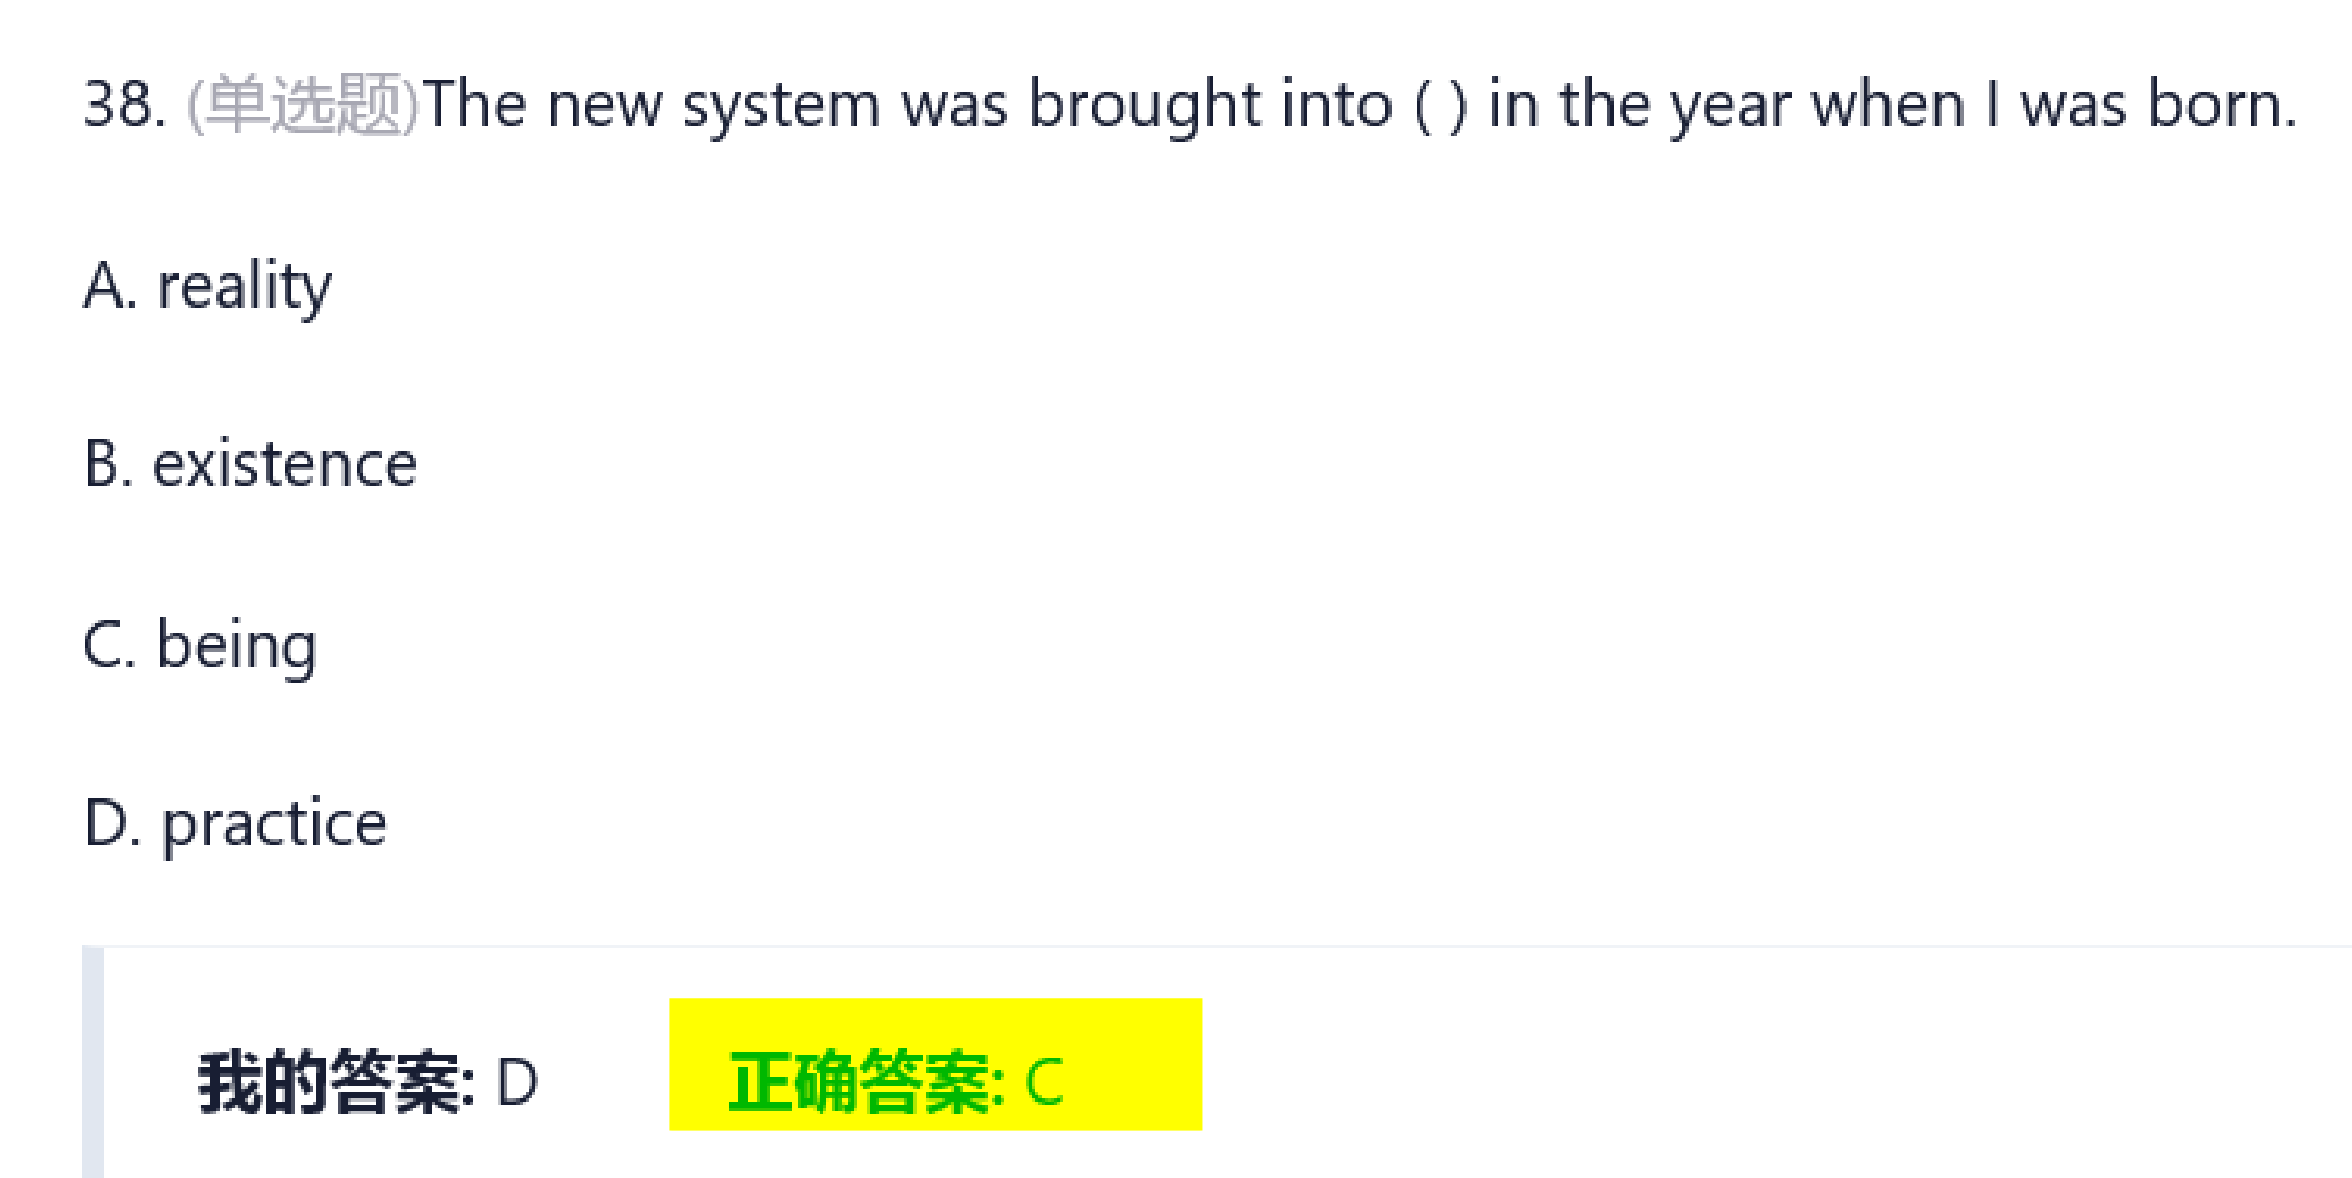 38. (单选题)The new system was brought into ( ) in the year when I was born.
A. reality
B. existence
C. being
D. practice
我的答案: D 正确答案: C